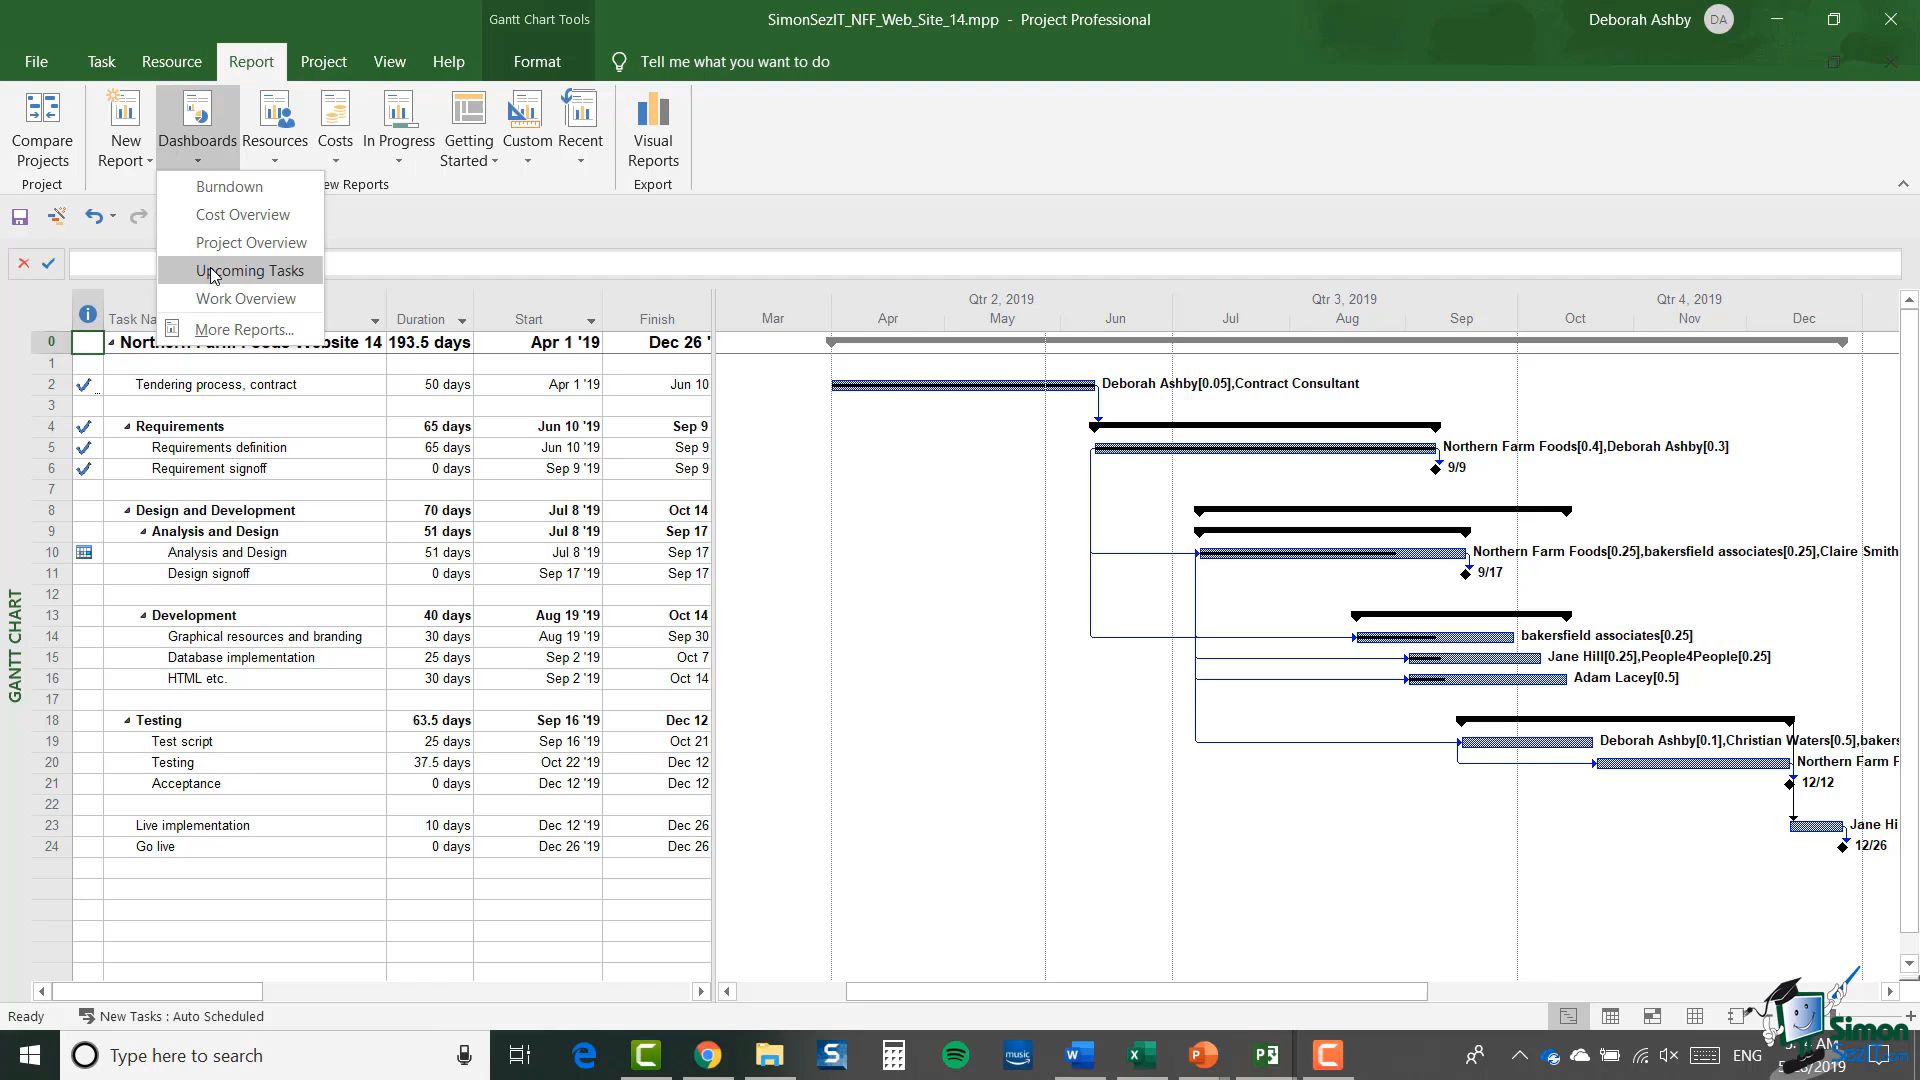 Gantt Chart Tools
SimonSezIT_NFF_Web_Site_14.mpp - Project Professional
Deborah Ashby DA
File Task Resource Report Project View Help Format Tell me what you want to do
Compare Projects
New Report
Dashboards
Resources
Costs
In Progress
Getting Started
Custom
Recent
Visual Reports
Project
ew Reports
Export
Burndown
Cost Overview
Project Overview
Upcoming Tasks
Work Overview
More Reports...
Task Na Duration Start Finish
Qtr 2, 2019 Qtr 3, 2019 Qtr 4, 2019
Mar Apr May Jun Jul Aug Sep Oct Nov Dec
0 Northern Farm Foods Website 14 193.5 days Apr 1 '19 Dec 26 '
1
2 Tendering process, contract 50 days Apr 1 '19 Jun 10 Deborah Ashby[0.05],Contract Consultant
3
4 Requirements 65 days Jun 10 '19 Sep 9
5 Requirements definition 65 days Jun 10 '19 Sep 9 Northern Farm Foods[0.4],Deborah Ashby[0.3]
6 Requirement signoff 0 days Sep 9 '19 Sep 9 9/9
7
8 Design and Development 70 days Jul 8 '19 Oct 14
9 Analysis and Design 51 days Jul 8 '19 Sep 17
10 Analysis and Design 51 days Jul 8 '19 Sep 17 Northern Farm Foods[0.25],bakersfield associates[0.25],Claire Smith
11 Design signoff 0 days Sep 17 '19 Sep 17 9/17
12
13 Development 40 days Aug 19 '19 Oct 14
14 Graphical resources and branding 30 days Aug 19 '19 Sep 30 bakersfield associates[0.25]
15 Database implementation 25 days Sep 2 '19 Oct 7 Jane Hill[0.25],People4People[0.25]
16 HTML etc. 30 days Sep 2 '19 Oct 14 Adam Lacey[0.5]
17
18 Testing 63.5 days Sep 16 '19 Dec 12
19 Test script 25 days Sep 16 '19 Oct 21 Deborah Ashby[0.1],Christian Waters[0.5],bakers
20 Testing 37.5 days Oct 22 '19 Dec 12 Northern Farm F
21 Acceptance 0 days Dec 12 '19 Dec 12 12/12
22
23 Live implementation 10 days Dec 12 '19 Dec 26 Jane Hi
24 Go live 0 days Dec 26 '19 Dec 26 12/26
GANTT CHART
Ready New Tasks : Auto Scheduled
Type here to search
music
ENG
Simon
SezIT.com